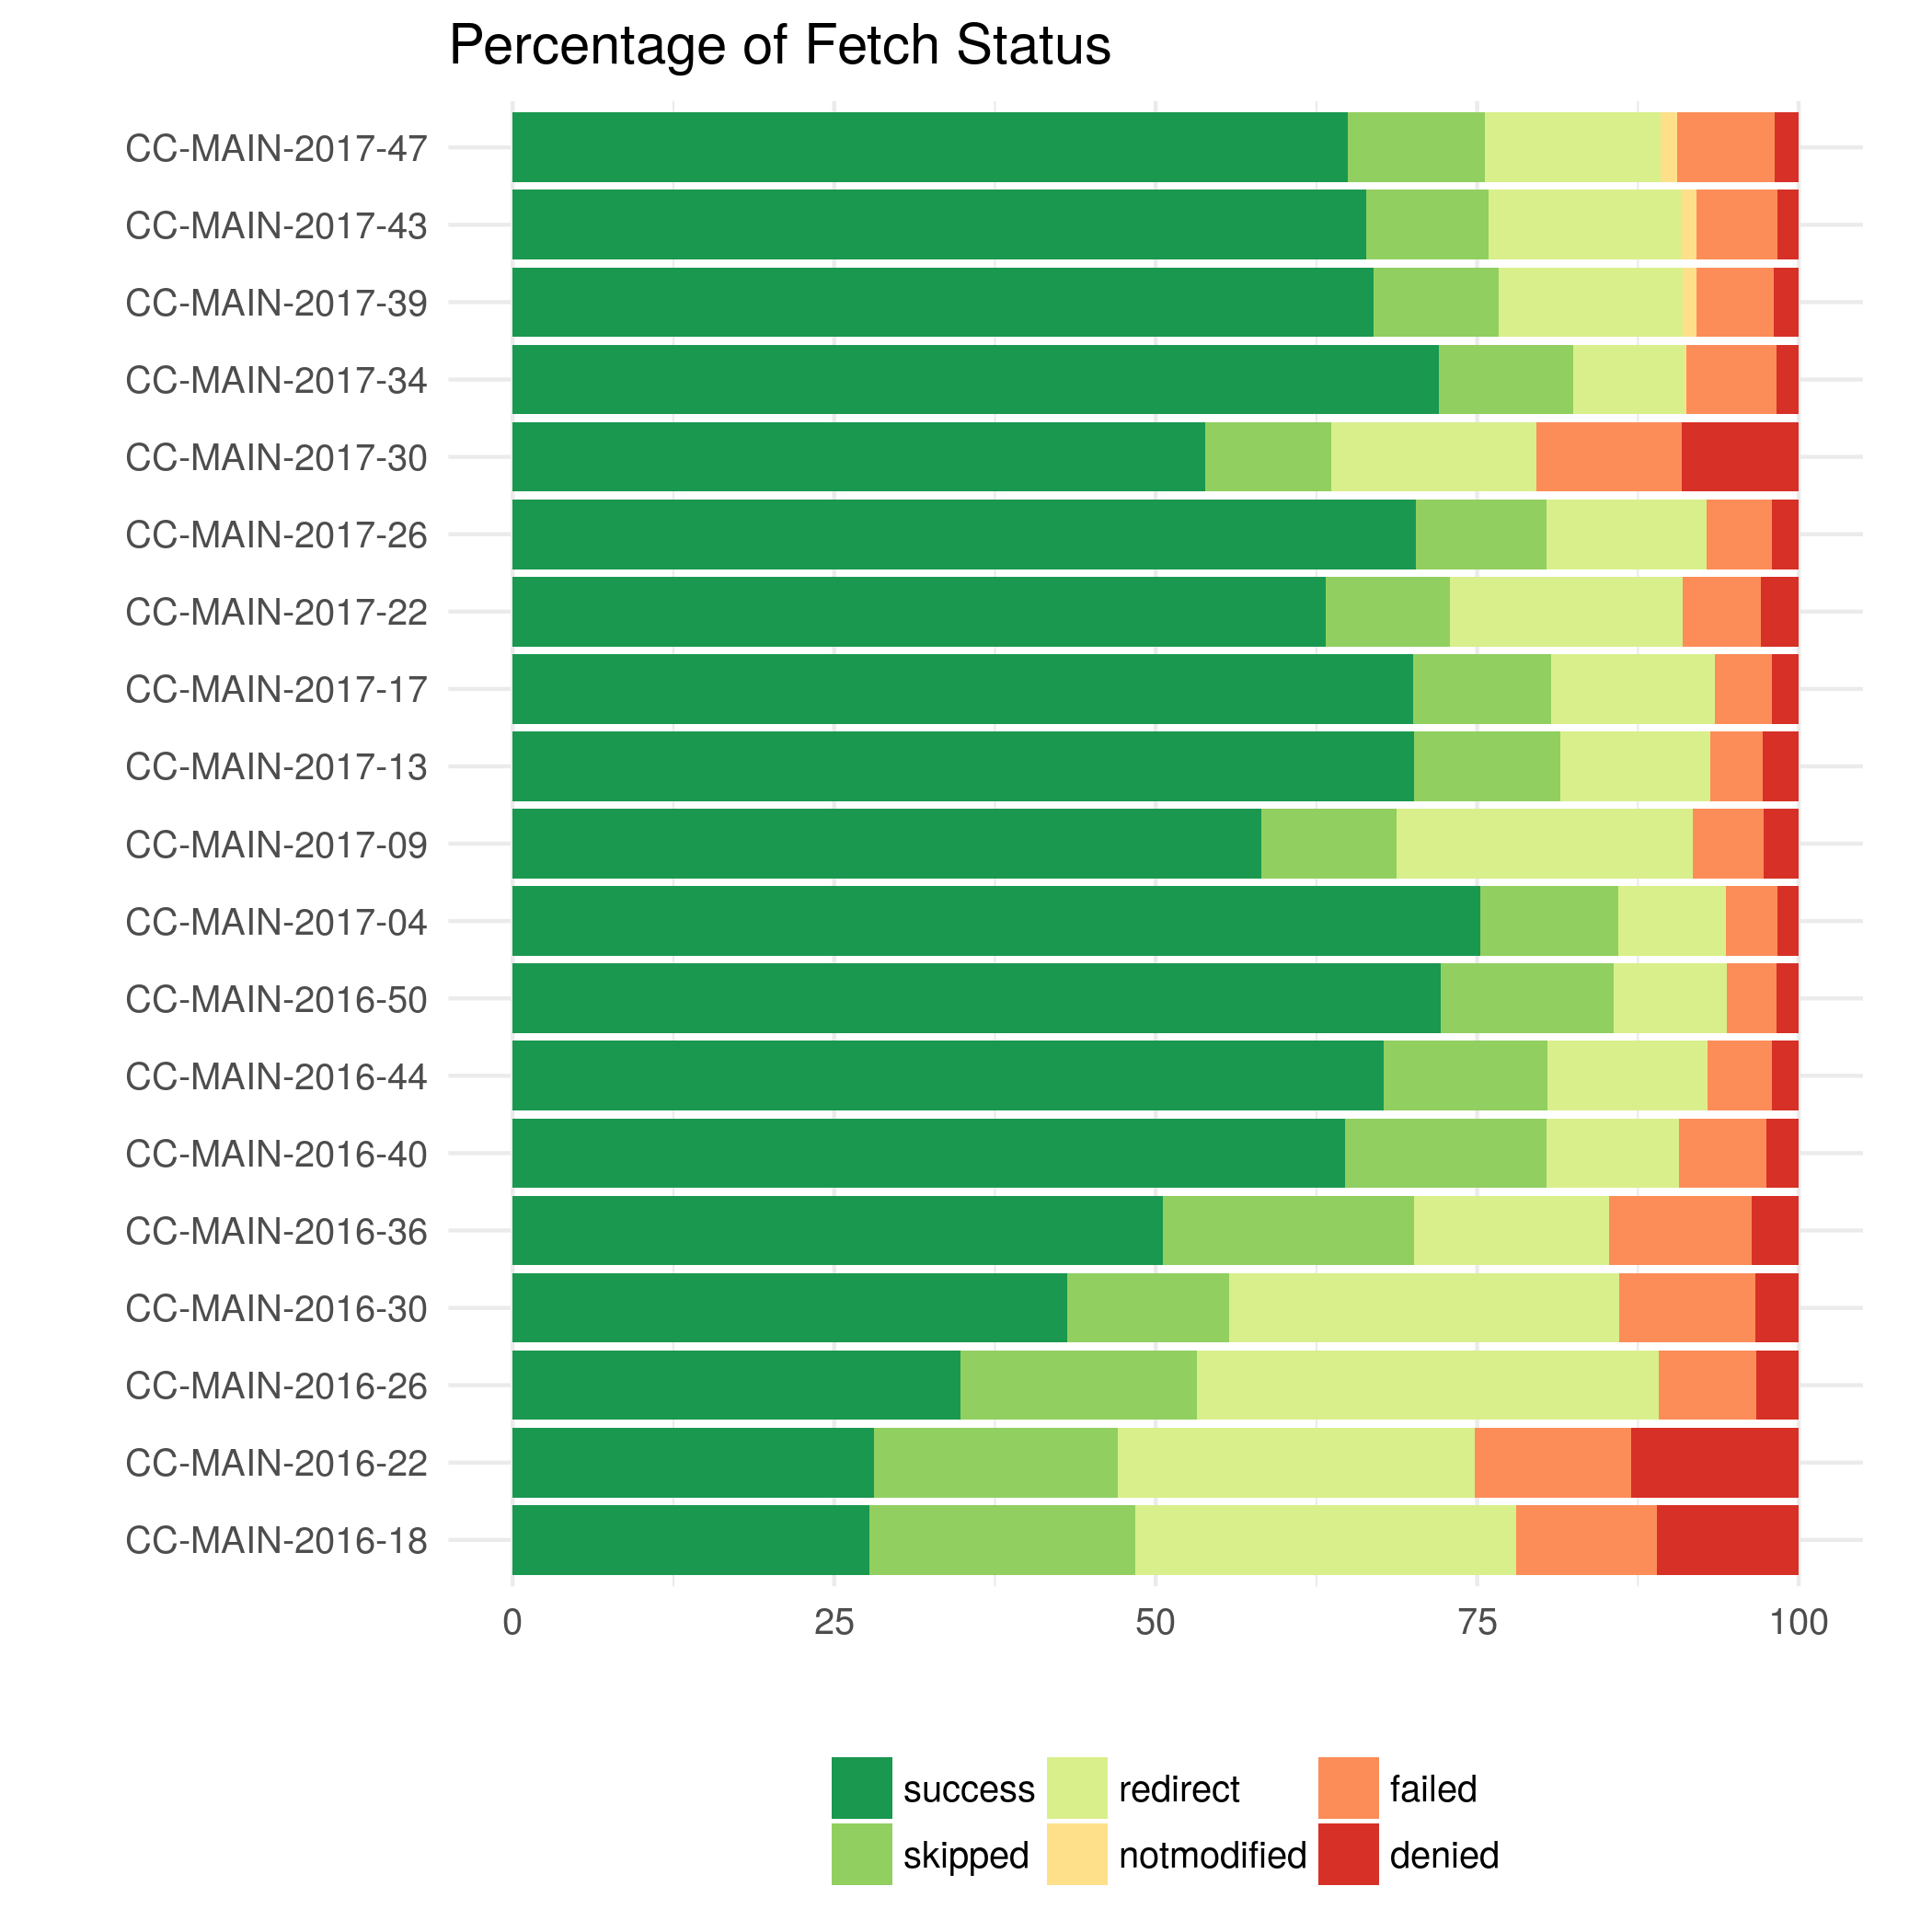 Percentage of Fetch Status
CC-MAIN-2017-47
CC-MAIN-2017-43
CC-MAIN-2017-39
CC-MAIN-2017-34
CC-MAIN-2017-30
CC-MAIN-2017-26
CC-MAIN-2017-22
CC-MAIN-2017-17
CC-MAIN-2017-13
CC-MAIN-2017-09
CC-MAIN-2017-04
CC-MAIN-2016-50
CC-MAIN-2016-44
CC-MAIN-2016-40
CC-MAIN-2016-36
CC-MAIN-2016-30
CC-MAIN-2016-26
CC-MAIN-2016-22
CC-MAIN-2016-18
0 25 50 75 100
success redirect failed
skipped notmodified denied